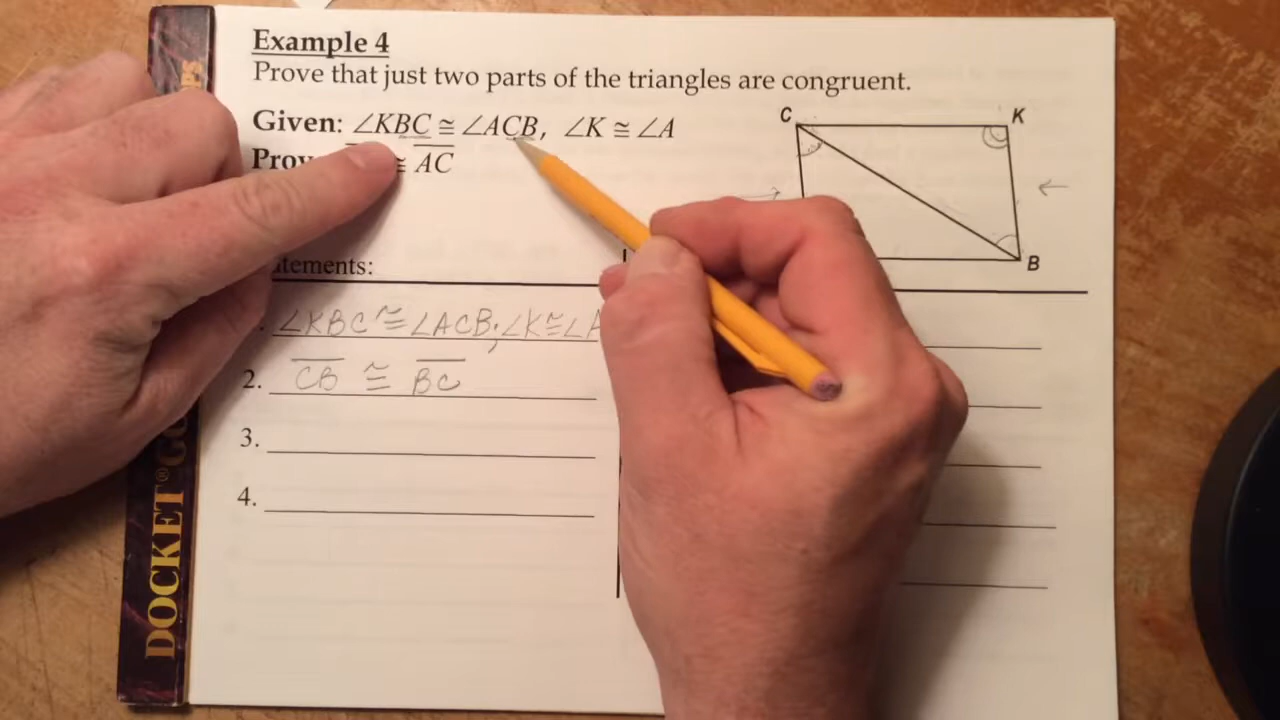 Example 4
Prove that just two parts of the triangles are congruent.
Given: ∠KBC ≅ ∠ACB, ∠K ≅ ∠A
≅ AC
C
K
B
∠KBC ≅ ∠ACB; ∠K ≅ ∠A
2. CB ≅ BC
3.
4.
DOCKET®